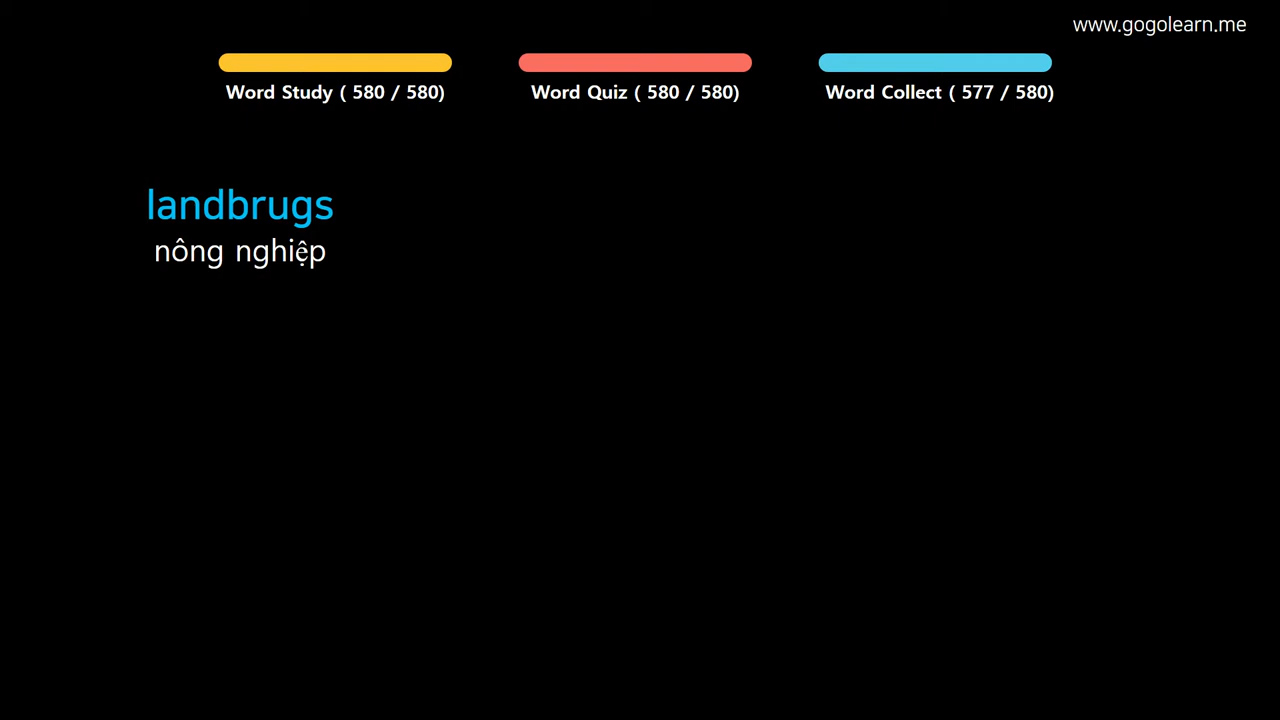 www.gogolearn.me
Word Study ( 580 / 580)
Word Quiz ( 580 / 580)
Word Collect ( 577 / 580)
landbrugs
nông nghiệp